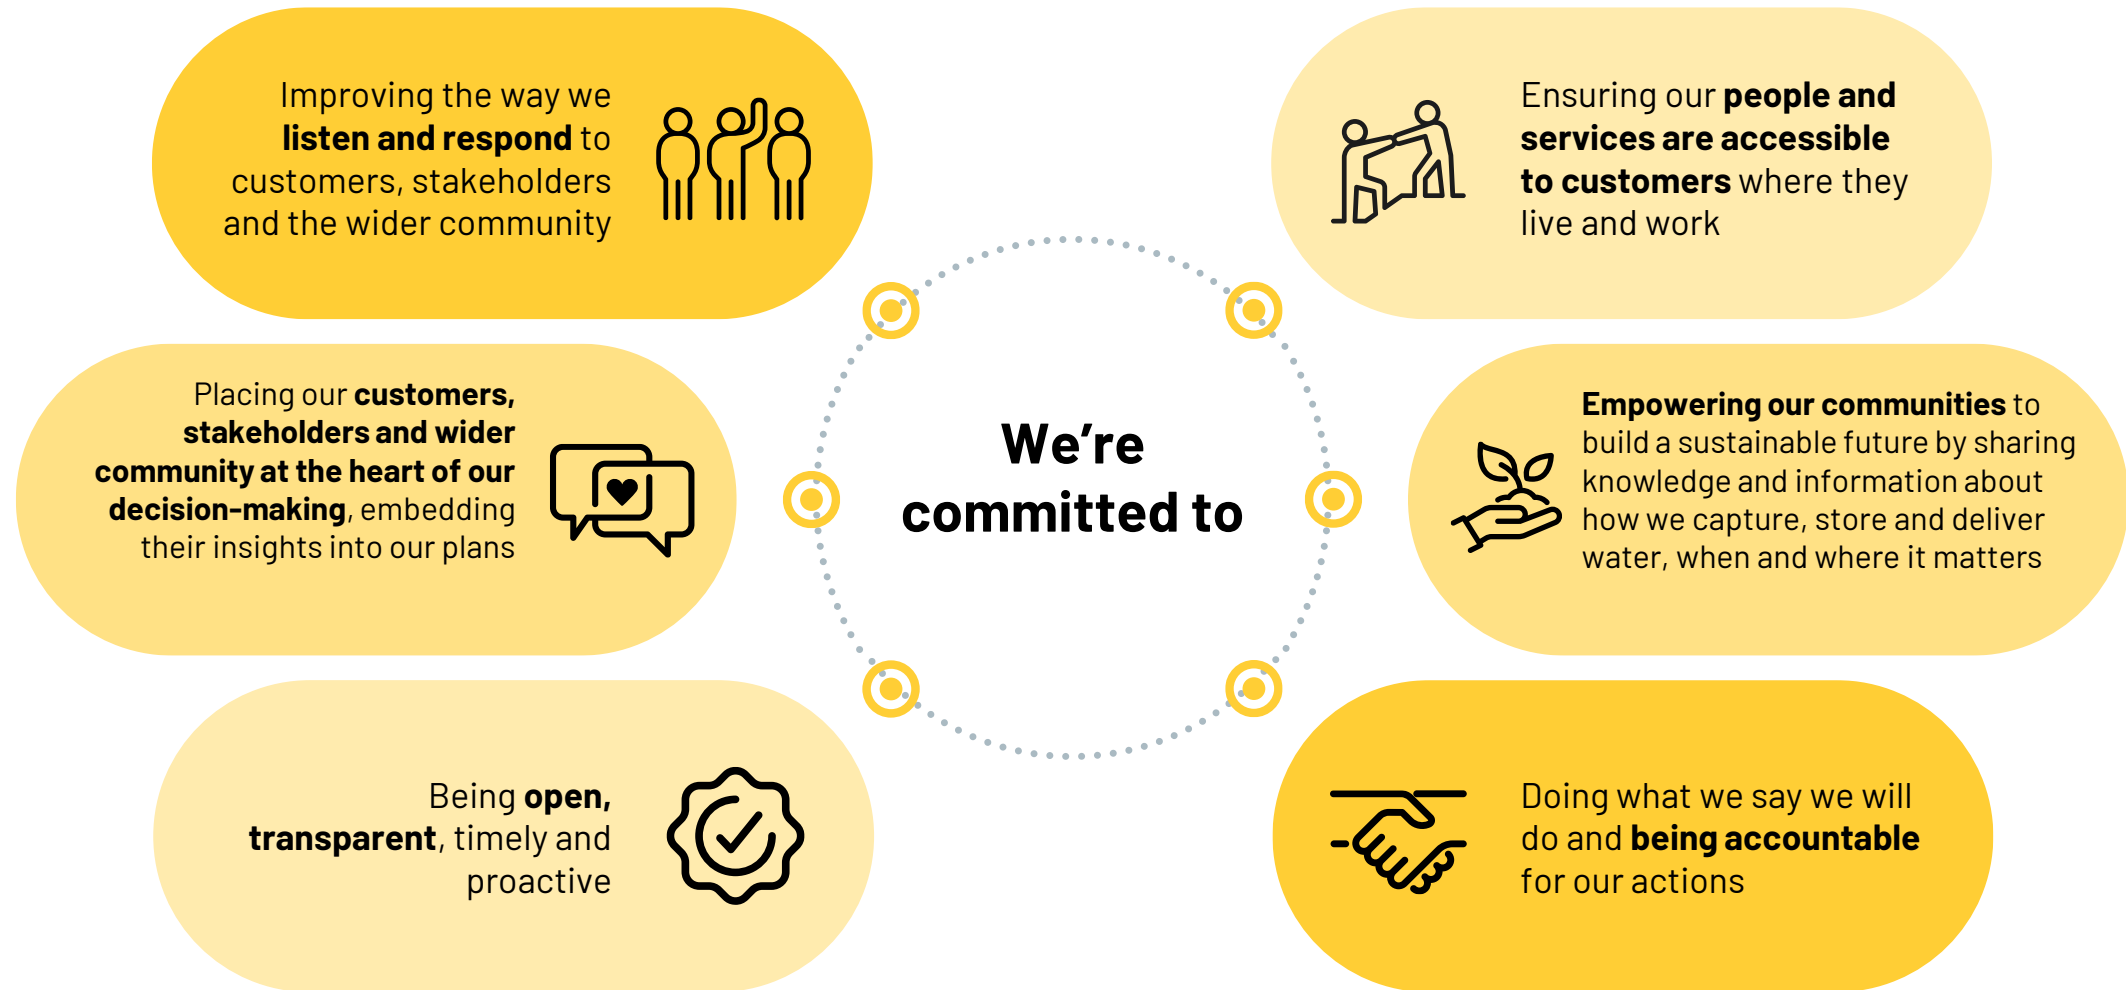 Improving the way we
listen and respond to
customers, stakeholders
and the wider community
Placing our customers,
stakeholders and wider
community at the heart of our
decision-making, embedding
their insights into our plans
Being open,
transparent, timely and
proactive
We’re
committed to
Ensuring our people and
services are accessible
to customers where they
live and work
Empowering our communities to
build a sustainable future by sharing
knowledge and information about
how we capture, store and deliver
water, when and where it matters
Doing what we say we will
do and being accountable
for our actions